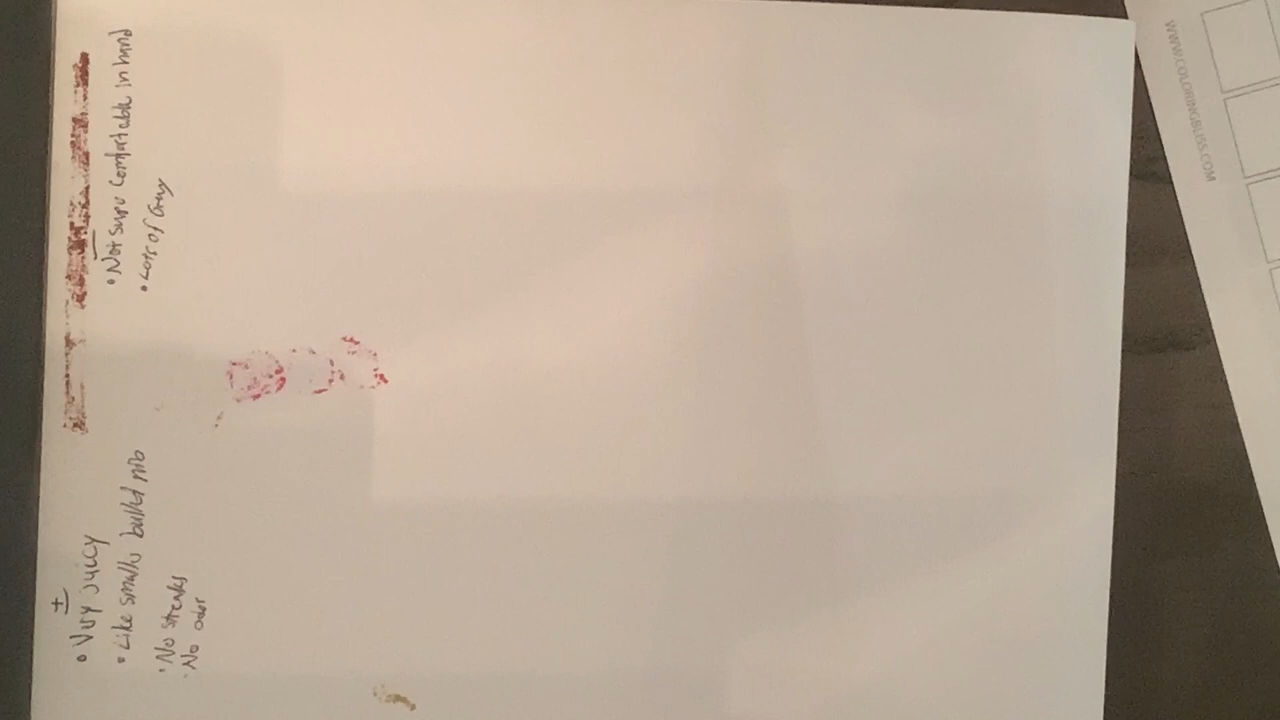 +
• Very juicy
• Like smaller bullet nib
• No streaks
• No odor
—
• Not super comfortable in hand
• Lots of Gray
WWW.COLORINGBLISS.COM